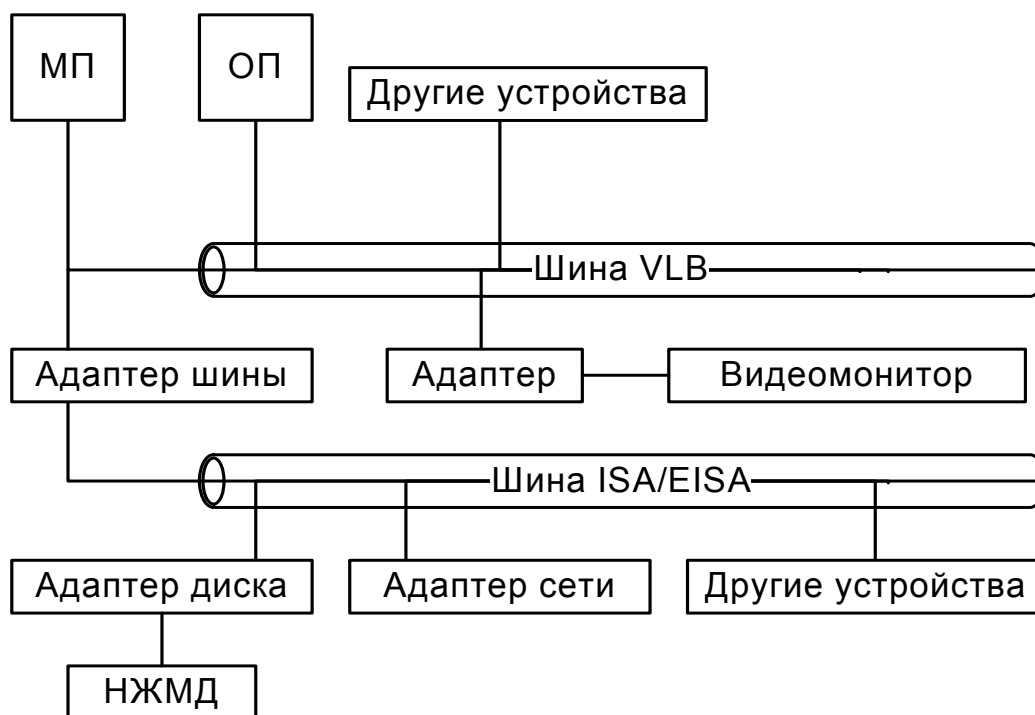 МП
ОП
Другие устройства
Шина VLB
Адаптер шины
Адаптер
Видеомонитор
Шина ISA/EISA
Адаптер диска
Адаптер сети
Другие устройства
НЖМД